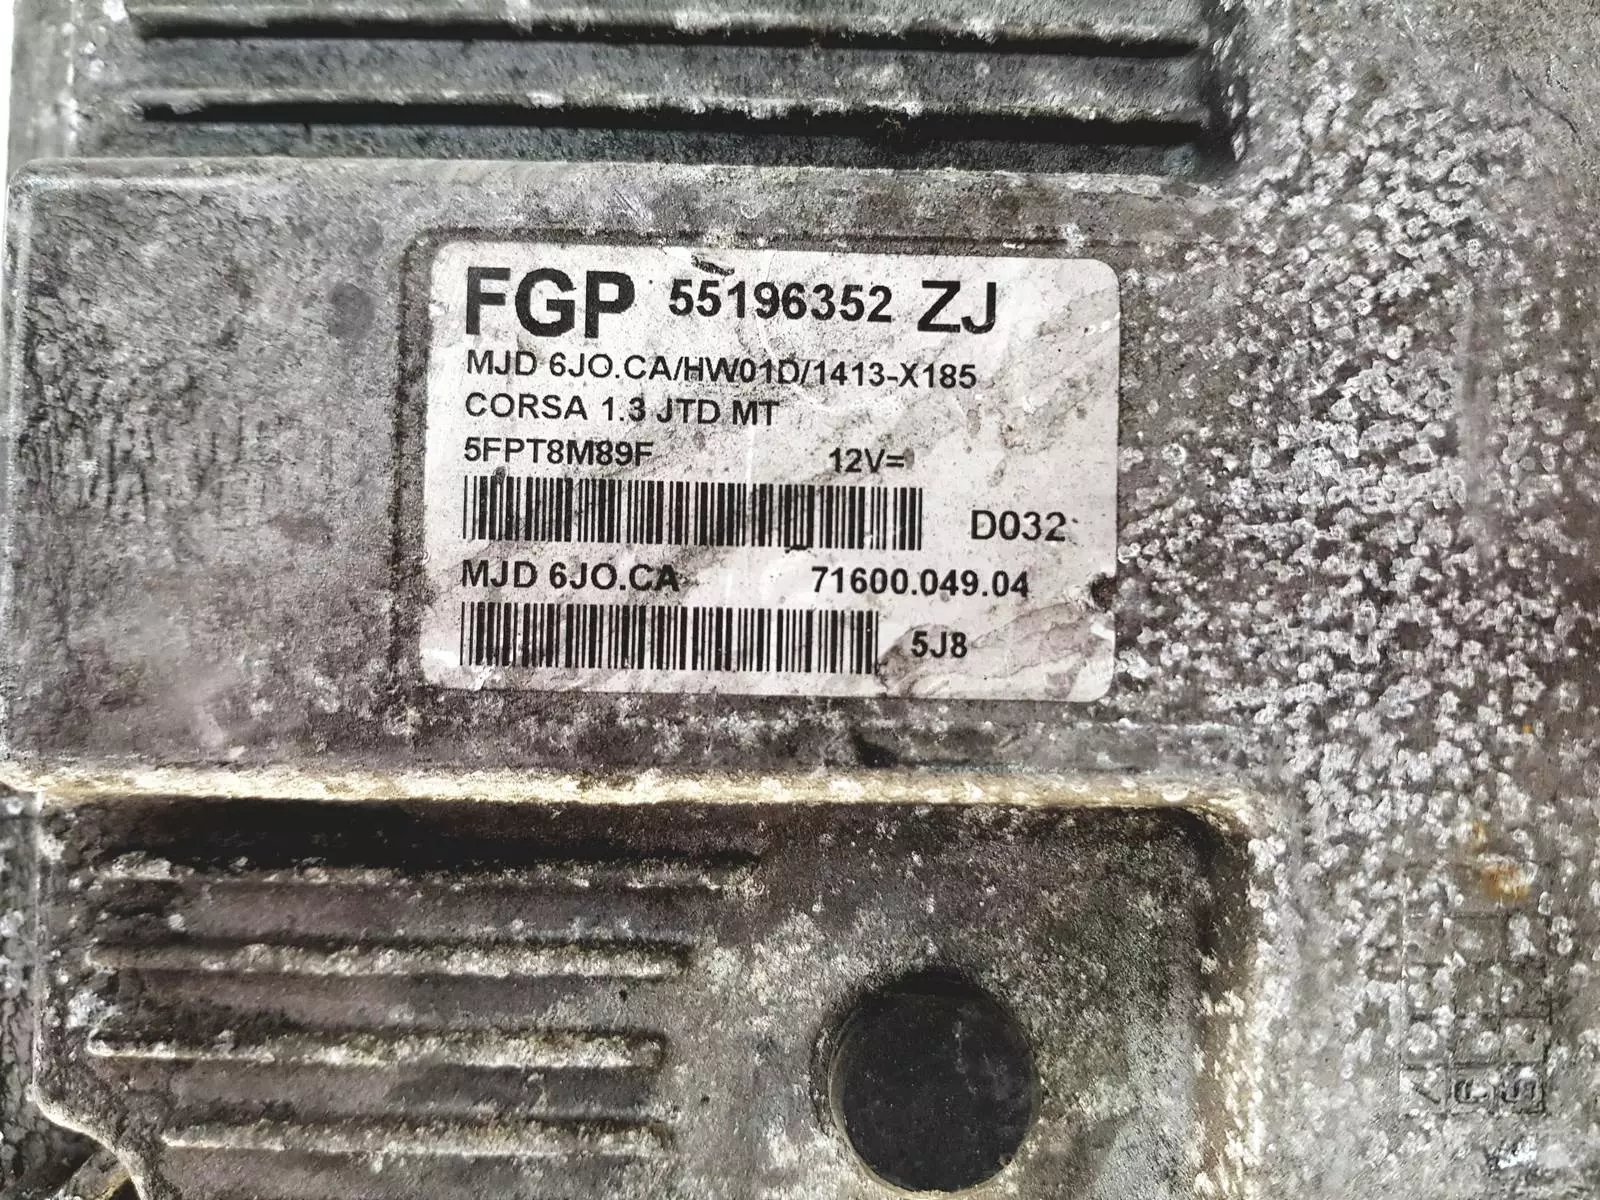 FGP 55196352 ZJ
MJD 6JO.CA/HW01D/1413-X185
CORSA 1.3 JTD MT
5FPT8M89F 12V=
D032
MJD 6JO.CA 71600.049.04
5J8